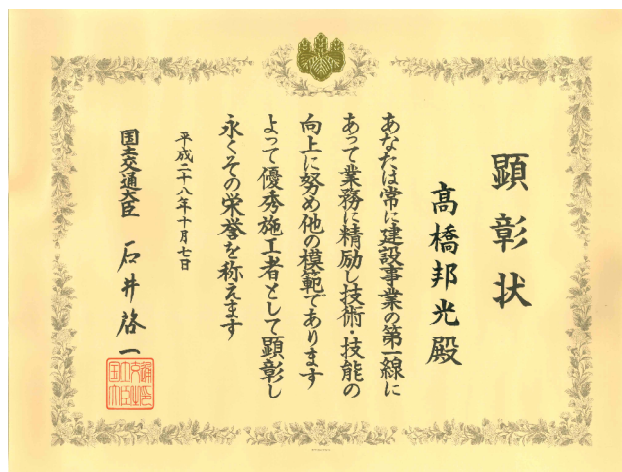 顕彰状
髙橋邦光殿
あなたは常に建設事業の第一線に
あって業務に精励し技術・技能の
向上に努め他の模範であります
よって優秀施工者として顕彰し
永くその栄誉を称えます
平成二十八年十月七日
国土交通大臣 石井啓一